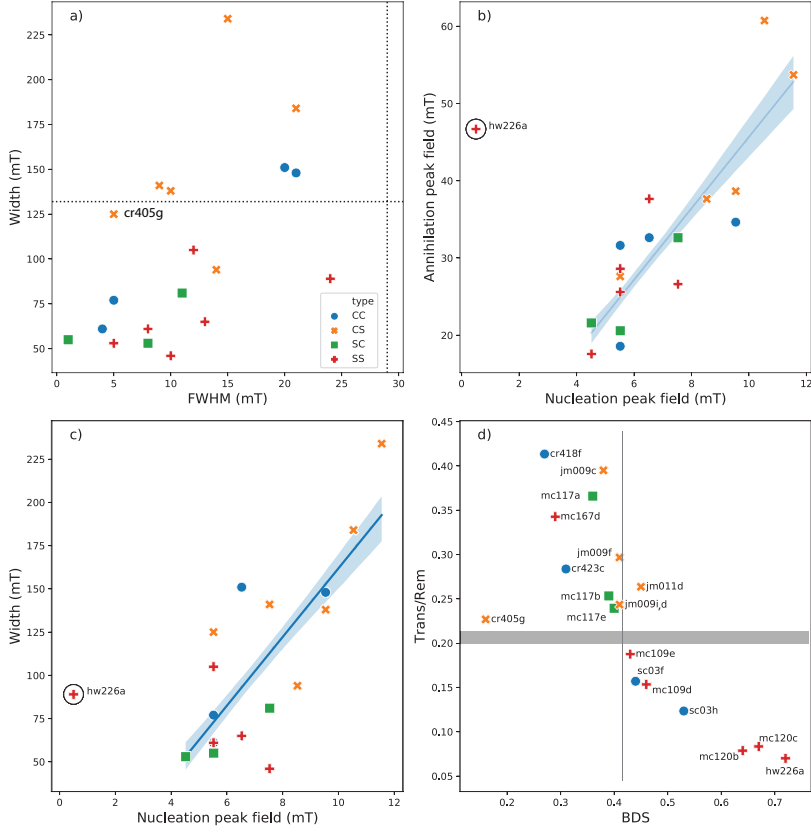 a)
225
200
175
150
125
100
75
50
Width (mT)
cr405g
type
CC
CS
SC
SS
0 5 10 15 20 25 30
FWHM (mT)
b)
60
50
40
30
20
Annihilation peak field (mT)
hw226a
0 2 4 6 8 10 12
Nucleation peak field (mT)
c)
225
200
175
150
125
100
75
50
Width (mT)
hw226a
0 2 4 6 8 10 12
Nucleation peak field (mT)
d)
0.45
0.40
0.35
0.30
0.25
0.20
0.15
0.10
0.05
Trans/Rem
cr418f
jm009c
mc117a
mc167d
jm009f
cr423c
jm011d
mc117b
jm009i,d
mc117e
cr405g
mc109e
sc03f
mc109d
sc03h
mc120c
mc120b
hw226a
0.2 0.3 0.4 0.5 0.6 0.7
BDS